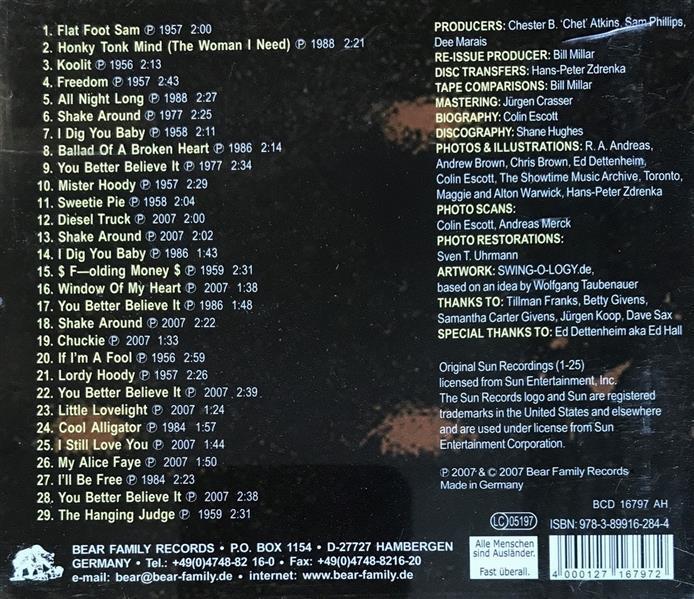 1. Flat Foot Sam ℗ 1957 2:00
2. Honky Tonk Mind (The Woman I Need) ℗ 1988 2:21
3. Koolit ℗ 1956 2:13
4. Freedom ℗ 1957 2:43
5. All Night Long ℗ 1988 2:27
6. Shake Around ℗ 1977 2:25
7. I Dig You Baby ℗ 1958 2:11
8. Ballad Of A Broken Heart ℗ 1986 2:14
9. You Better Believe It ℗ 1977 2:34
10. Mister Hoody ℗ 1957 2:29
11. Sweetie Pie ℗ 1958 2:04
12. Diesel Truck ℗ 2007 2:00
13. Shake Around ℗ 2007 2:02
14. I Dig You Baby ℗ 1986 1:43
15. $ F—olding Money $ ℗ 1959 2:31
16. Window Of My Heart ℗ 2007 1:38
17. You Better Believe It ℗ 1986 1:48
18. Shake Around ℗ 2007 2:22
19. Chuckie ℗ 2007 1:33
20. If I'm A Fool ℗ 1956 2:59
21. Lordy Hoody ℗ 1957 2:26
22. You Better Believe It ℗ 2007 2:39
23. Little Lovelight ℗ 2007 1:24
24. Cool Alligator ℗ 1984 1:57
25. I Still Love You ℗ 2007 1:44
26. My Alice Faye ℗ 2007 1:50
27. I'll Be Free ℗ 1984 2:23
28. You Better Believe It ℗ 2007 2:38
29. The Hanging Judge ℗ 1959 2:31
PRODUCERS: Chester B. 'Chet' Atkins, Sam Phillips,
Dee Marais
RE-ISSUE PRODUCER: Bill Millar
DISC TRANSFERS: Hans-Peter Zdrenka
TAPE COMPARISONS: Bill Millar
MASTERING: Jürgen Crasser
BIOGRAPHY: Colin Escott
DISCOGRAPHY: Shane Hughes
PHOTOS & ILLUSTRATIONS: R. A. Andreas,
Andrew Brown, Chris Brown, Ed Dettenheim,
Colin Escott, The Showtime Music Archive, Toronto,
Maggie and Alton Warwick, Hans-Peter Zdrenka
PHOTO SCANS:
Colin Escott, Andreas Merck
PHOTO RESTORATIONS:
Sven T. Uhrmann
ARTWORK: SWING-O-LOGY.de,
based on an idea by Wolfgang Taubenauer
THANKS TO: Tillman Franks, Betty Givens,
Samantha Carter Givens, Jürgen Koop, Dave Sax
SPECIAL THANKS TO: Ed Dettenheim aka Ed Hall
Original Sun Recordings (1-25)
licensed from Sun Entertainment, Inc.
The Sun Records logo and Sun are registered
trademarks in the United States and elsewhere
and are used under license from Sun
Entertainment Corporation.
℗ 2007 & © 2007 Bear Family Records
Made in Germany
BCD 16797 AH
LC 05197
ISBN: 978-3-89916-284-4
BEAR FAMILY RECORDS • P.O. BOX 1154 • D-27727 HAMBERGEN
GERMANY • Tel.: +49(0)4748-82 16-0 • Fax: +49(0)4748-8216-20
e-mail: bear@bear-family.de • internet: www.bear-family.de
Alle Menschen
sind Ausländer.
Fast überall.
4 000127 167972